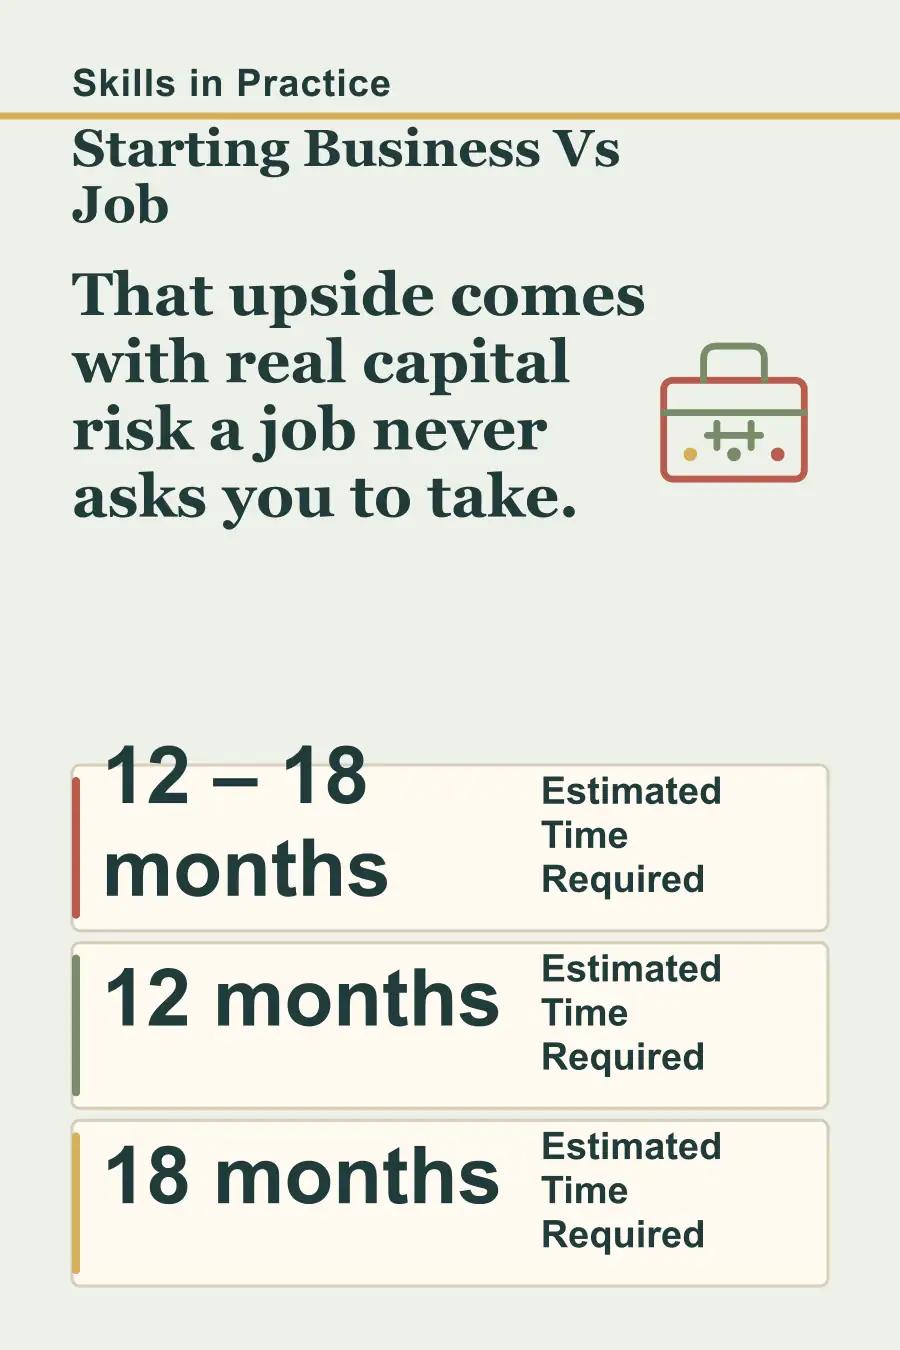 Skills in Practice
Starting Business Vs
Job
That upside comes
with real capital
risk a job never
asks you to take.
12 – 18
months
Estimated
Time
Required
12 months
Estimated
Time
Required
18 months
Estimated
Time
Required